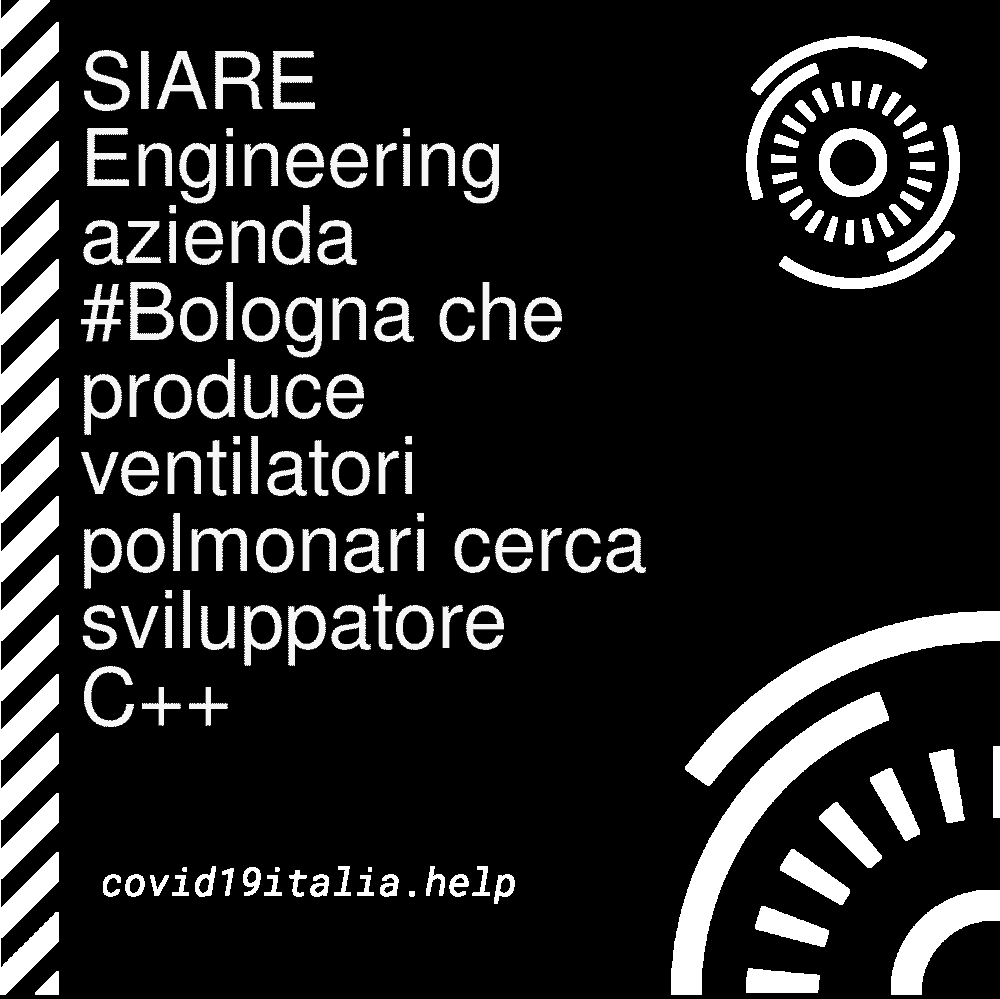 SIARE
Engineering
azienda
#Bologna che
produce
ventilatori
polmonari cerca
sviluppatore
C++
covid19italia.help